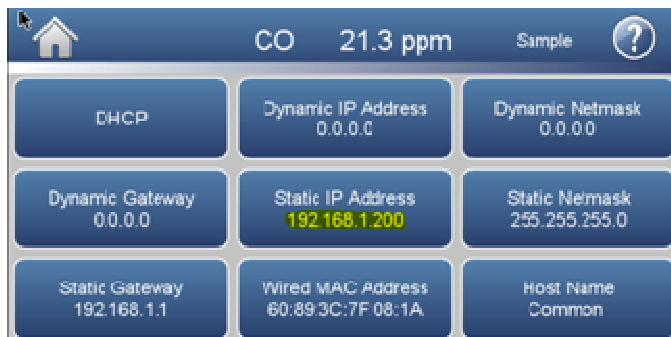 CO 21.3 ppm Sample ?
DHCP
Dynamic IP Address
0.0.0.0
Dynamic Netmask
0.0.0.0
Dynamic Gateway
0.0.0.0
Static IP Address
192.168.1.200
Static Netmask
255.255.255.0
Static Gateway
192.168.1.1
Wired MAC Address
60:89:3C:7F:08:1A
Host Name
Common